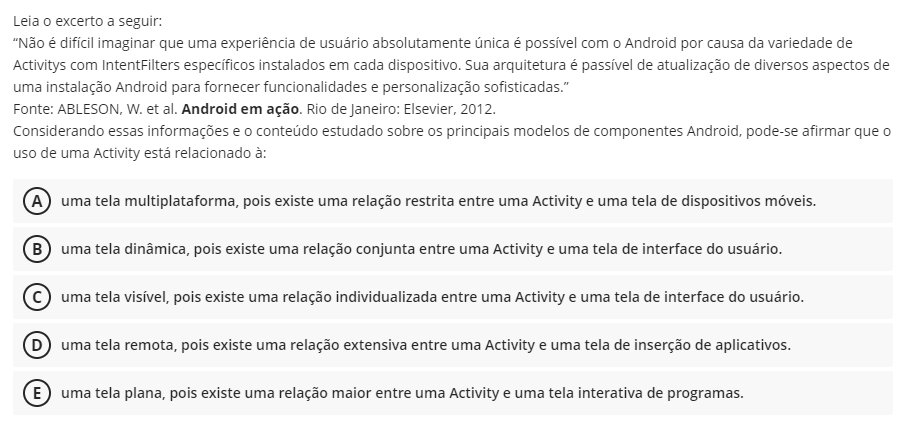 Leia o excerto a seguir:
“Não é difícil imaginar que uma experiência de usuário absolutamente única é possível com o Android por causa da variedade de
Activitys com IntentFilters específicos instalados em cada dispositivo. Sua arquitetura é passível de atualização de diversos aspectos de
uma instalação Android para fornecer funcionalidades e personalização sofisticadas.”
Fonte: ABLESON, W. et al. Android em ação. Rio de Janeiro: Elsevier, 2012.
Considerando essas informações e o conteúdo estudado sobre os principais modelos de componentes Android, pode-se afirmar que o
uso de uma Activity está relacionado à:
A uma tela multiplataforma, pois existe uma relação restrita entre uma Activity e uma tela de dispositivos móveis.
B uma tela dinâmica, pois existe uma relação conjunta entre uma Activity e uma tela de interface do usuário.
C uma tela visível, pois existe uma relação individualizada entre uma Activity e uma tela de interface do usuário.
D uma tela remota, pois existe uma relação extensiva entre uma Activity e uma tela de inserção de aplicativos.
E uma tela plana, pois existe uma relação maior entre uma Activity e uma tela interativa de programas.